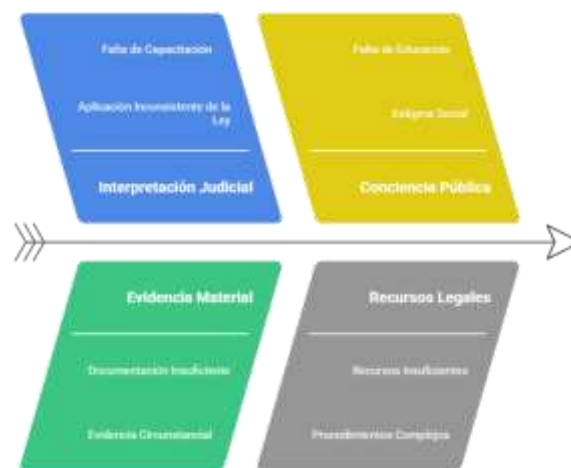 Falta de Capacitación
Aplicación Inconsistente de la
Ley
Interpretación Judicial
Falta de Educación
Estigma Social
Conciencia Pública
Evidencia Material
Documentación Insuficiente
Evidencia Circunstancial
Recursos Legales
Recursos Insuficientes
Procedimientos Complejos